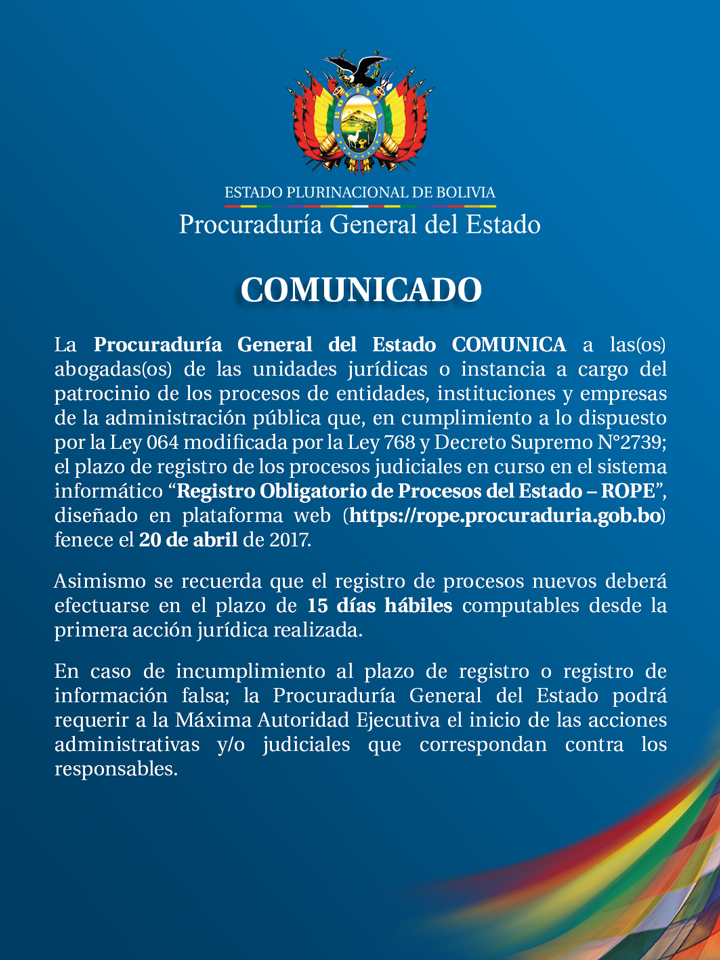 ESTADO PLURINACIONAL DE BOLIVIA
Procuraduría General del Estado
COMUNICADO
La Procuraduría General del Estado COMUNICA a las(os)
abogadas(os) de las unidades jurídicas o instancia a cargo del
patrocinio de los procesos de entidades, instituciones y empresas
de la administración pública que, en cumplimiento a lo dispuesto
por la Ley 064 modificada por la Ley 768 y Decreto Supremo N°2739;
el plazo de registro de los procesos judiciales en curso en el sistema
informático “Registro Obligatorio de Procesos del Estado – ROPE”,
diseñado en plataforma web (https://rope.procuraduria.gob.bo)
fenece el 20 de abril de 2017.
Asimismo se recuerda que el registro de procesos nuevos deberá
efectuarse en el plazo de 15 días hábiles computables desde la
primera acción jurídica realizada.
En caso de incumplimiento al plazo de registro o registro de
información falsa; la Procuraduría General del Estado podrá
requerir a la Máxima Autoridad Ejecutiva el inicio de las acciones
administrativas y/o judiciales que correspondan contra los
responsables.